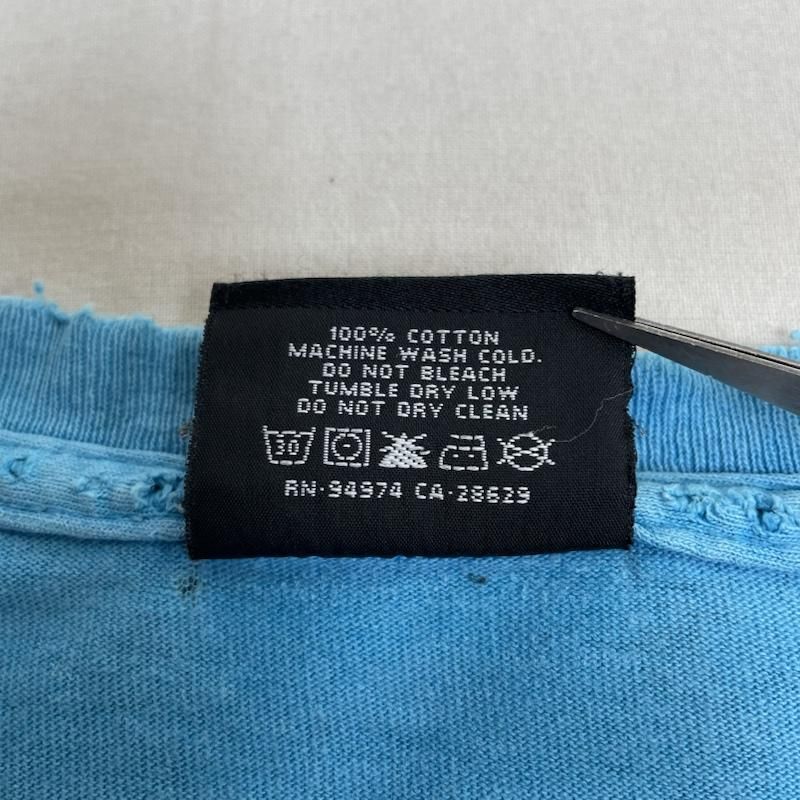 100% COTTON
MACHINE WASH COLD.
DO NOT BLEACH
TUMBLE DRY LOW
DO NOT DRY CLEAN
30
RN·94974 CA·28629